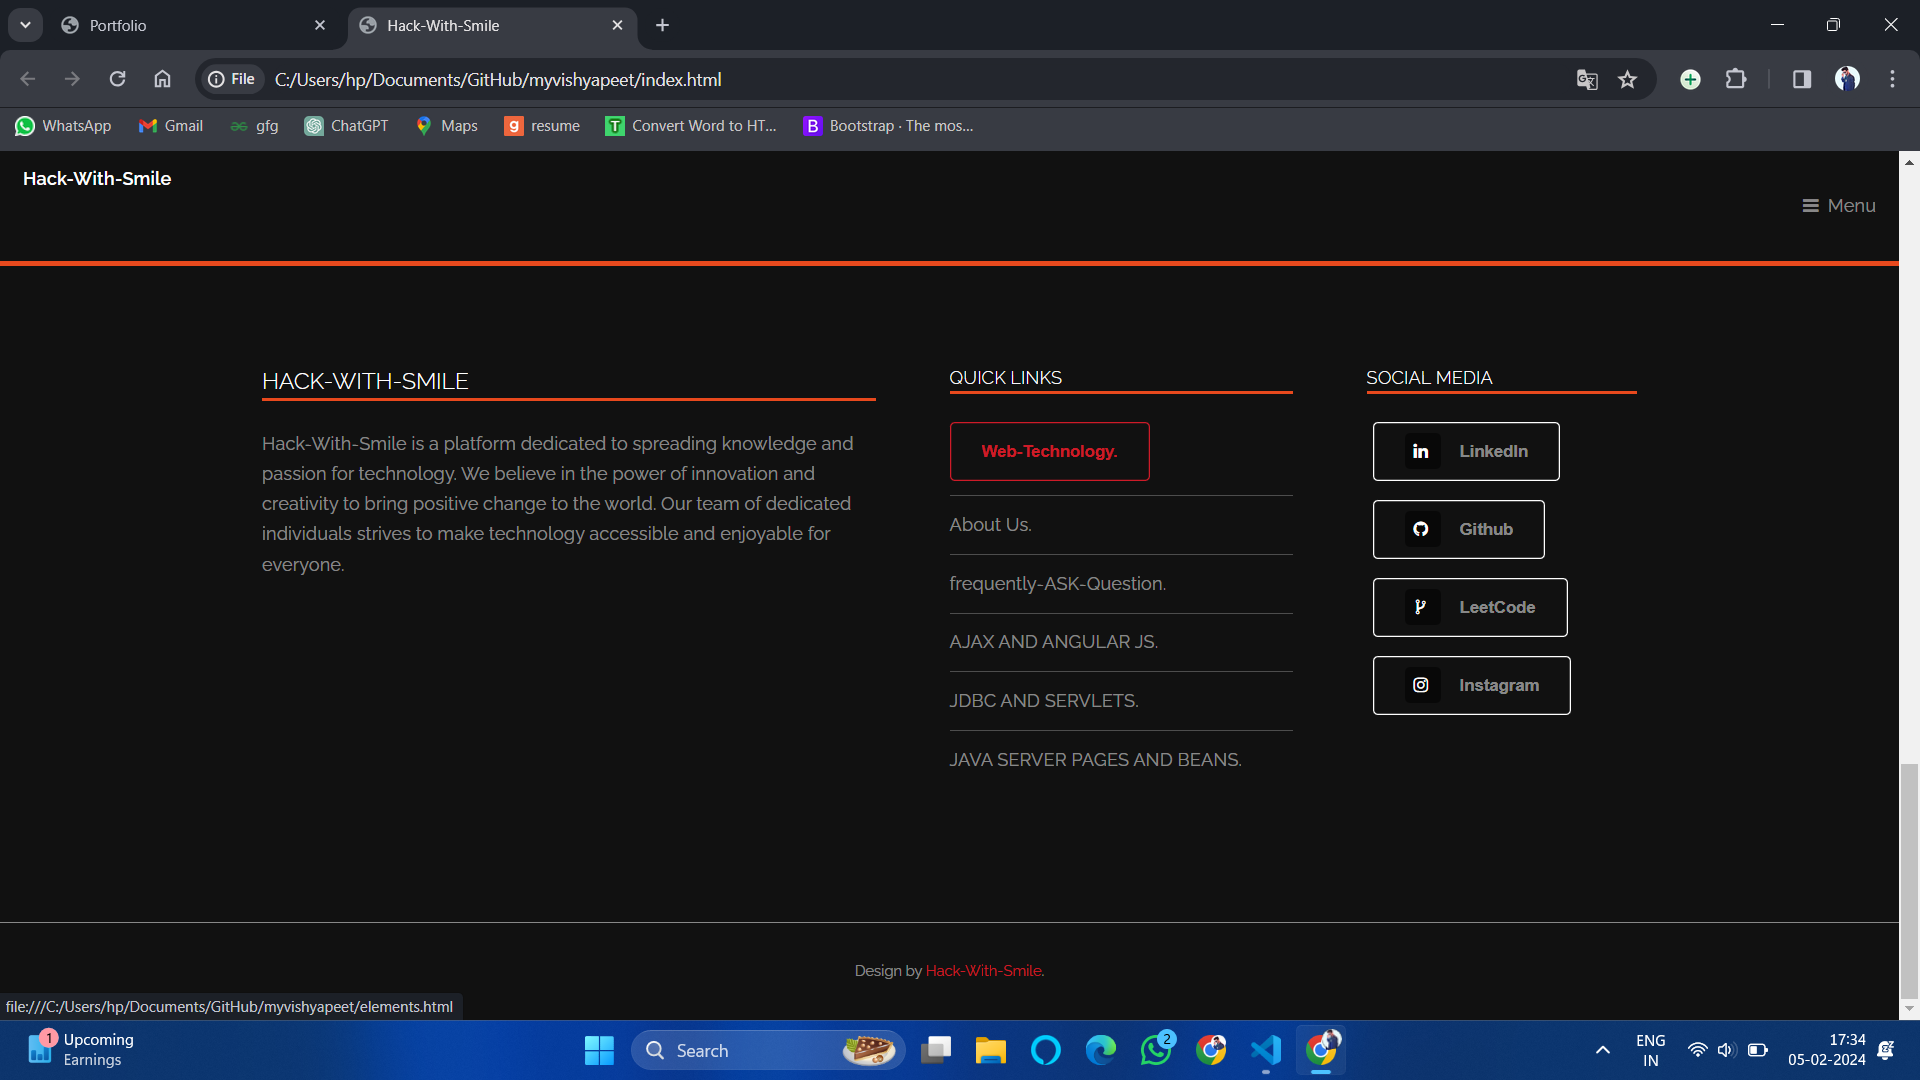 Portfolio
Hack-With-Smile
File
C:/Users/hp/Documents/GitHub/myvishyapeet/index.html
WhatsApp
Gmail
gfg
ChatGPT
Maps
g
resume
T
Convert Word to HT...
B
Bootstrap · The mos...
Hack-With-Smile
Menu
HACK-WITH-SMILE
Hack-With-Smile is a platform dedicated to spreading knowledge and
passion for technology. We believe in the power of innovation and
creativity to bring positive change to the world. Our team of dedicated
individuals strives to make technology accessible and enjoyable for
everyone.
QUICK LINKS
Web-Technology.
About Us.
frequently-ASK-Question.
AJAX AND ANGULAR JS.
JDBC AND SERVLETS.
JAVA SERVER PAGES AND BEANS.
SOCIAL MEDIA
in
LinkedIn
Github
LeetCode
Instagram
Design by Hack-With-Smile.
file:///C:/Users/hp/Documents/GitHub/myvishyapeet/elements.html
1
Upcoming
Earnings
Search
2
ENG
IN
17:34
05-02-2024